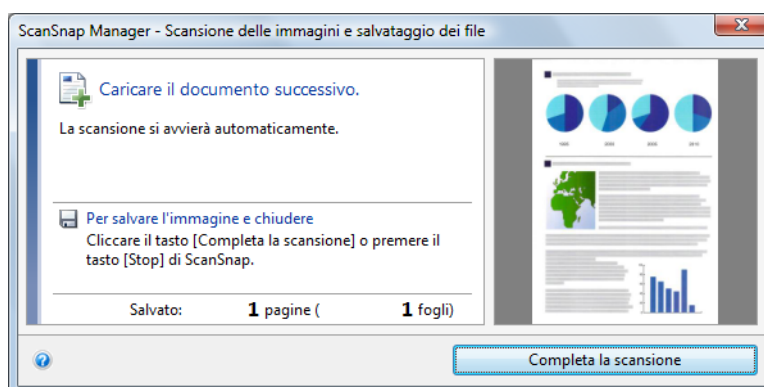 ScanSnap Manager - Scansione delle immagini e salvataggio dei file
Caricare il documento successivo.
La scansione si avvierà automaticamente.
Per salvare l'immagine e chiudere
Cliccare il tasto [Completa la scansione] o premere il
tasto [Stop] di ScanSnap.
Salvato: 1 pagine ( 1 fogli)
Completa la scansione